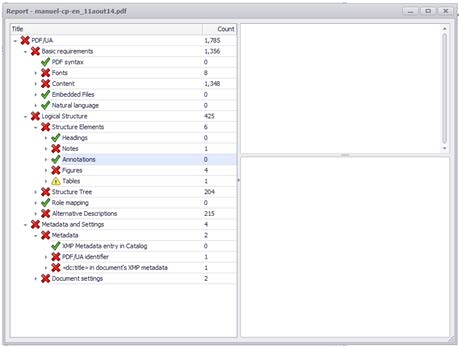 Report - manuel-cp-en_11aout14.pdf
Title Count
PDF/UA 1,785
Basic requirements 1,356
PDF syntax 0
Fonts 8
Content 1,348
Embedded Files 0
Natural language 0
Logical Structure 425
Structure Elements 6
Headings 0
Notes 1
Annotations 0
Figures 4
Tables 1
Structure Tree 204
Role mapping 0
Alternative Descriptions 215
Metadata and Settings 4
Metadata 2
XMP Metadata entry in Catalog 0
PDF/UA identifier 1
<dc:title> in document's XMP metadata 1
Document settings 2